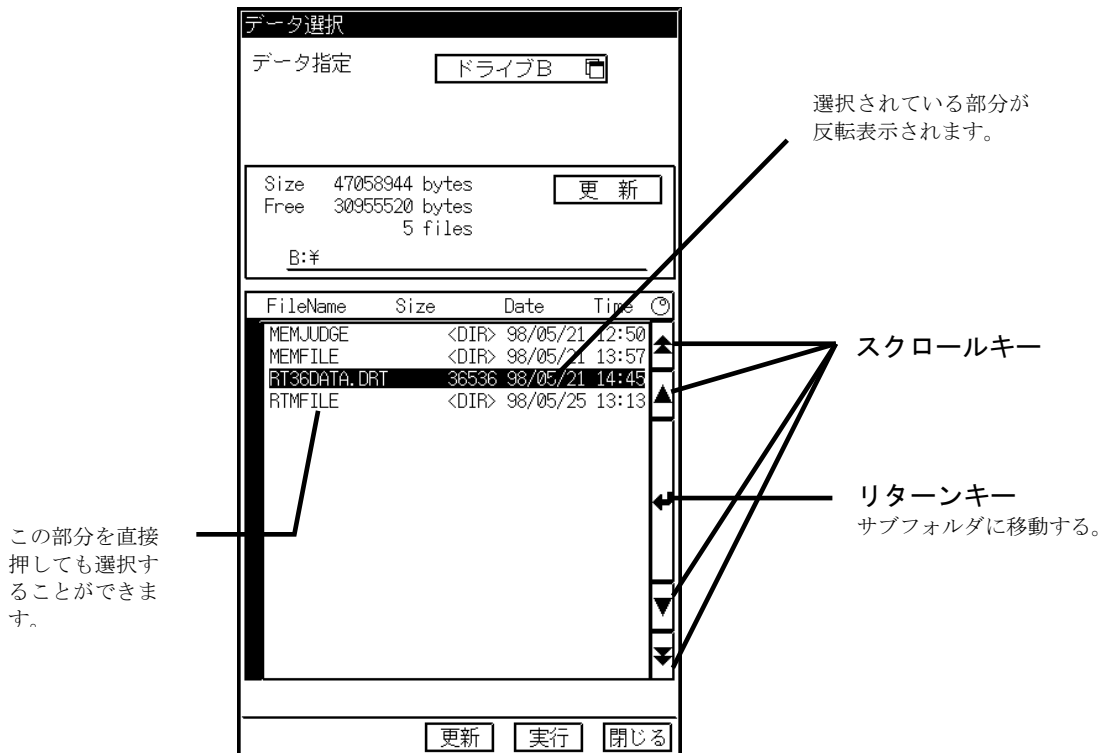 データ選択
データ指定
ドライブB
選択されている部分が
反転表示されます。
Size 47058944 bytes
Free 30955520 bytes
5 files
更 新
B:¥
FileName Size Date Time
MEMJUDGE <DIR> 98/05/21 12:50
MEMFILE <DIR> 98/05/21 13:57
RT36DATA.DRT 36536 98/05/21 14:45
RTMFILE <DIR> 98/05/25 13:13
スクロールキー
リターンキー
サブフォルダに移動する。
この部分を直接
押しても選択す
ることができま
す。
更新 実行 閉じる